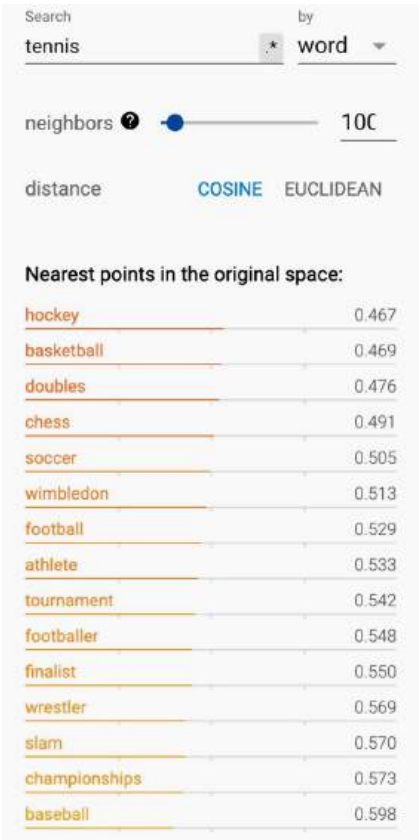 Search by
tennis .* word
neighbors ? 100
distance COSINE EUCLIDEAN
Nearest points in the original space:
hockey 0.467
basketball 0.469
doubles 0.476
chess 0.491
soccer 0.505
wimbledon 0.513
football 0.529
athlete 0.533
tournament 0.542
footballer 0.548
finalist 0.550
wrestler 0.569
slam 0.570
championships 0.573
baseball 0.598